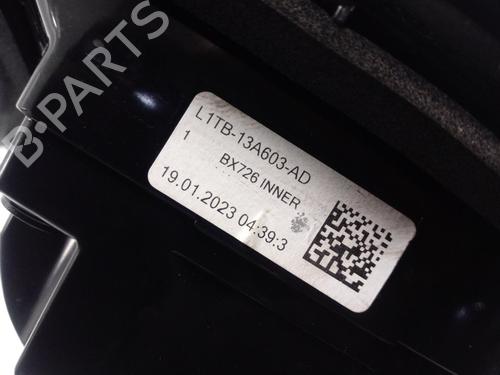 B-PARTS
L1TB-13A603-AD
1
BX726 INNER
19.01.2023 04:39:3